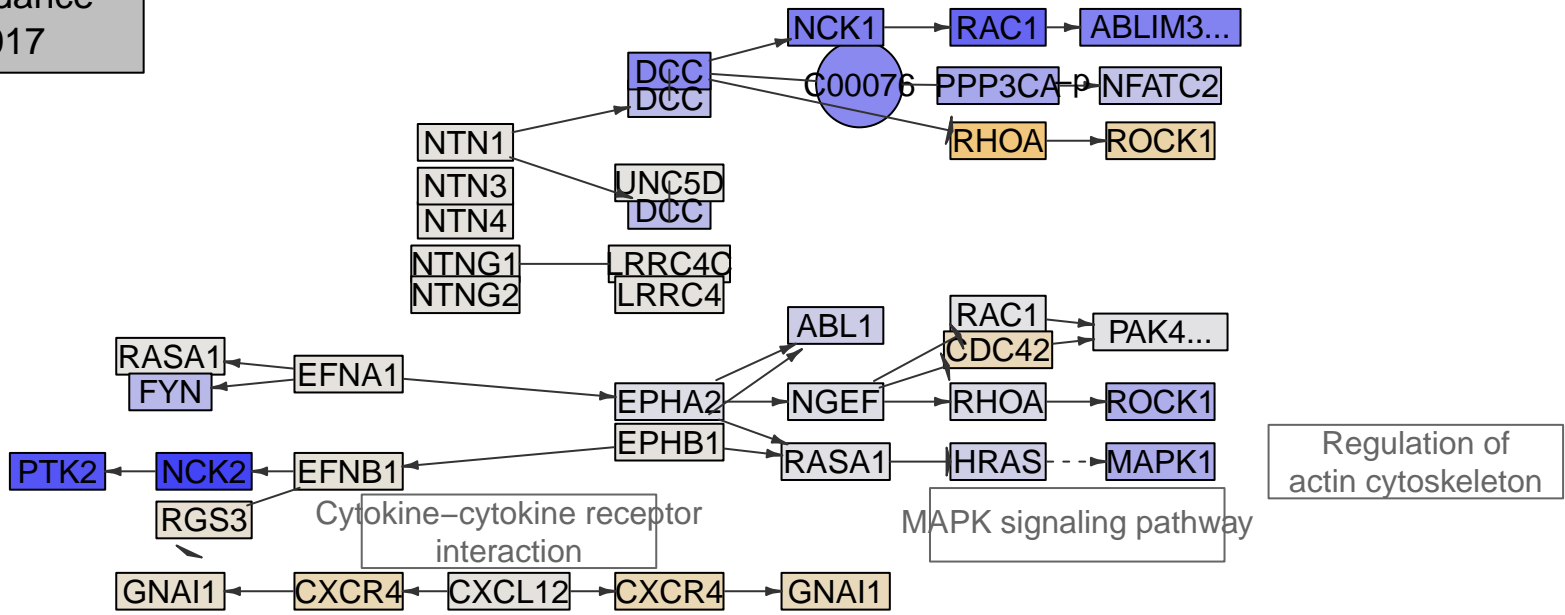 017
NCK1
RAC1
ABLIM3...
DCC
DCC
C00076
PPP3CA
–p
NFATC2
NTN1
RHOA
ROCK1
NTN3
NTN4
UNC5D
DCC
NTNG1
NTNG2
LRRC4C
LRRC4
ABL1
RAC1
CDC42
PAK4...
RASA1
FYN
EFNA1
EPHA2
NGEF
RHOA
ROCK1
EPHB1
PTK2
NCK2
EFNB1
RASA1
HRAS
MAPK1
Regulation of
actin cytoskeleton
RGS3
Cytokine–cytokine receptor
interaction
MAPK signaling pathway
GNAI1
CXCR4
CXCL12
CXCR4
GNAI1